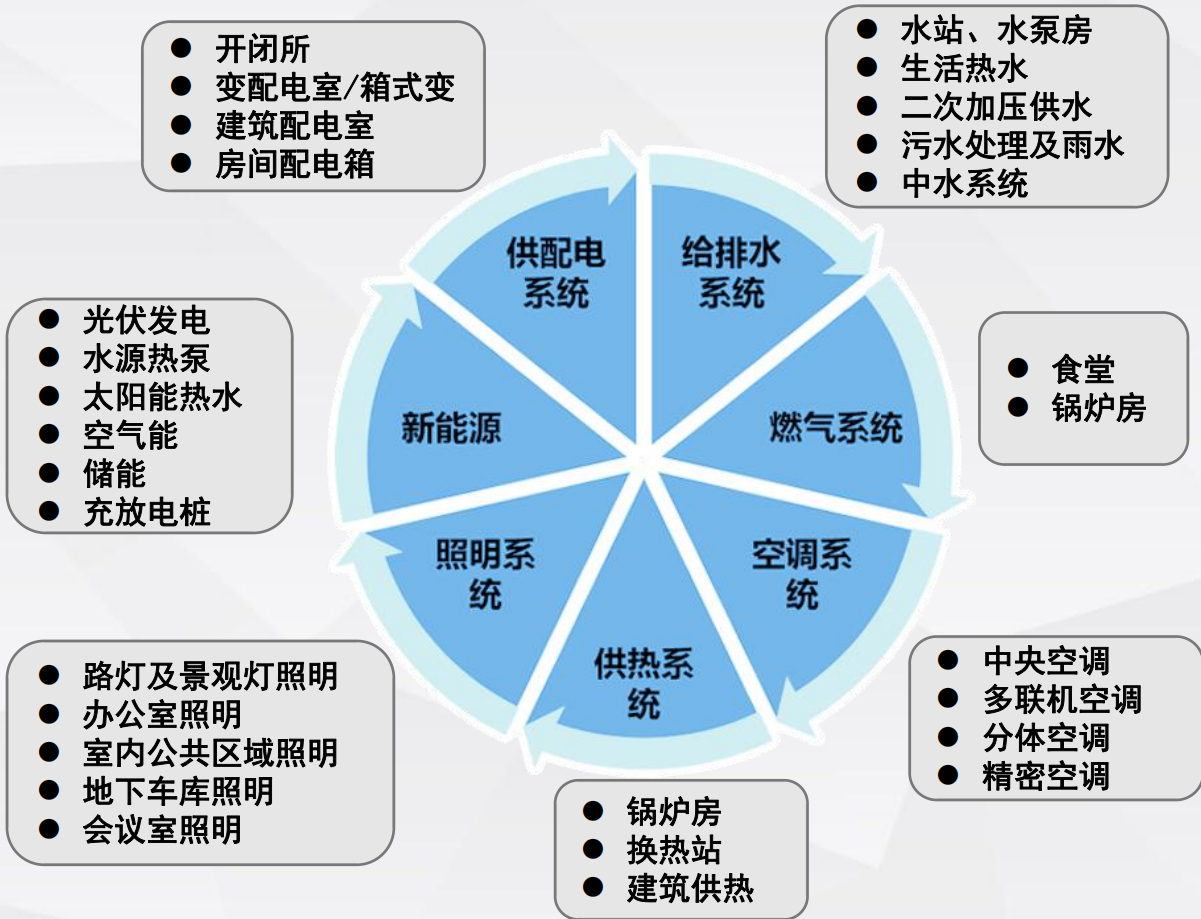 开闭所
变配电室/箱式变
建筑配电室
房间配电箱
水站、水泵房
生活热水
二次加压供水
污水处理及雨水
中水系统
供配电
系统
给排水
系统
光伏发电
水源热泵
太阳能热水
空气能
储能
充放电桩
新能源
燃气系统
食堂
锅炉房
照明系
统
空调系
统
供热系
统
路灯及景观灯照明
办公室照明
室内公共区域照明
地下车库照明
会议室照明
中央空调
多联机空调
分体空调
精密空调
锅炉房
换热站
建筑供热